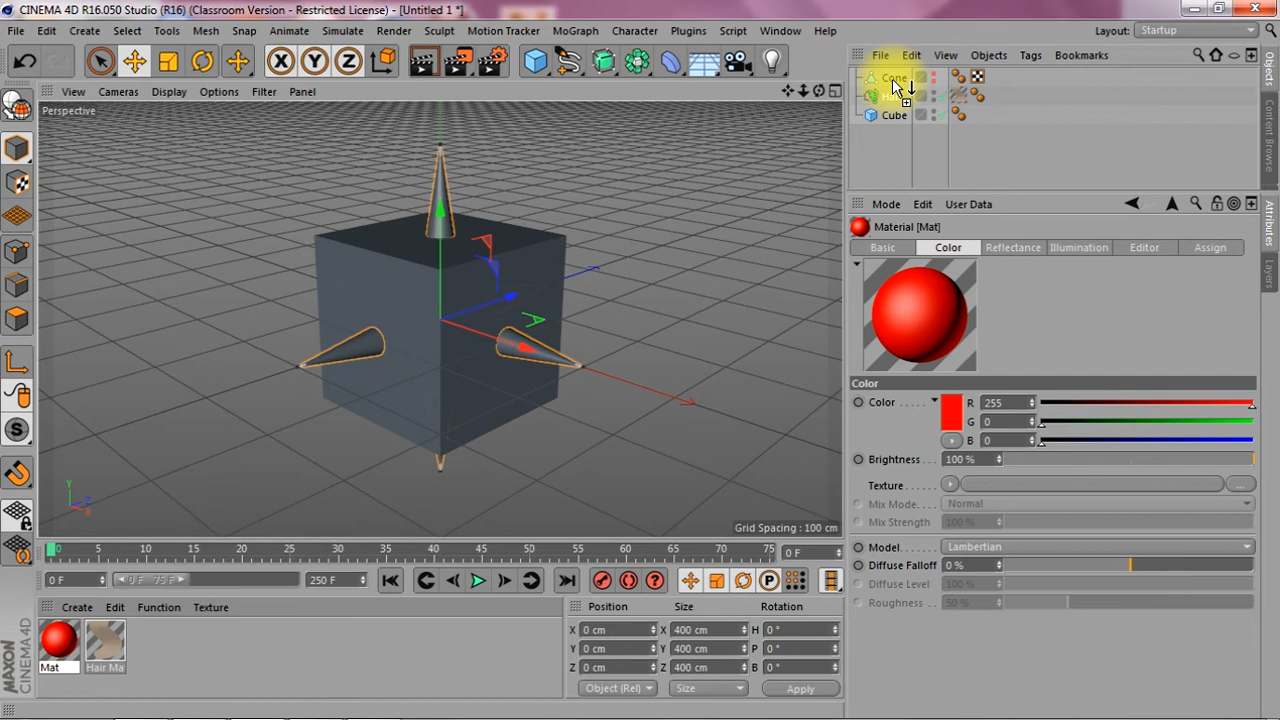 CINEMA 4D R16.050 Studio (R16) (Classroom Version - Restricted License) - [Untitled 1 *]
File Edit Create Select Tools Mesh Snap Animate Simulate Render Sculpt Motion Tracker MoGraph Character Plugins Script Window Help
Layout: Startup
X Y Z
File Edit View Objects Tags Bookmarks
View Cameras Display Options Filter Panel
Perspective
Cone
Cube
Objects
Content Browse
Attributes
Layers
Mode Edit User Data
Material [Mat]
Basic Color Reflectance Illumination Editor Assign
Color
Color R 255
G 0
B 0
Brightness 100 %
Texture
Mix Mode Normal
Mix Strength 100 %
Model Lambertian
Diffuse Falloff 0 %
Diffuse Level 100 %
Roughness 50 %
Y
Z
X
Grid Spacing : 100 cm
0 5 10 15 20 25 30 35 40 45 50 55 60 65 70 75 0 F
0 F 0 F 75 F 250 F
Create Edit Function Texture
Mat Hair Ma
Position Size Rotation
X 0 cm X 400 cm H 0 °
Y 0 cm Y 400 cm P 0 °
Z 0 cm Z 400 cm B 0 °
Object (Rel) Size Apply
MAXON
CINEMA 4D